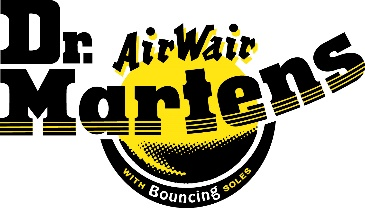 Dr.
AirWair
Martens
WITH Bouncing SOLES